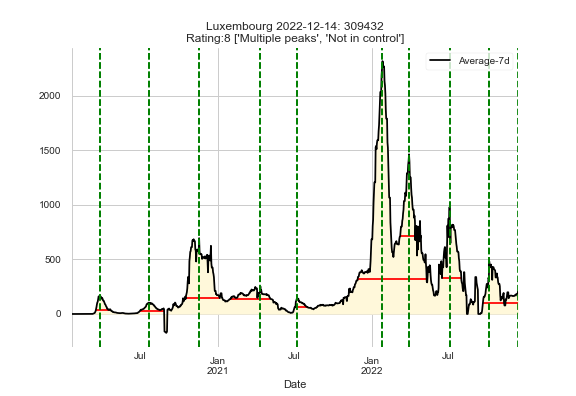 Luxembourg 2022-12-14: 309432
Rating:8 ['Multiple peaks', 'Not in control']
Average-7d
2000
1500
1000
500
0
Jul
Jan
2021
Jul
Jan
2022
Jul
Date